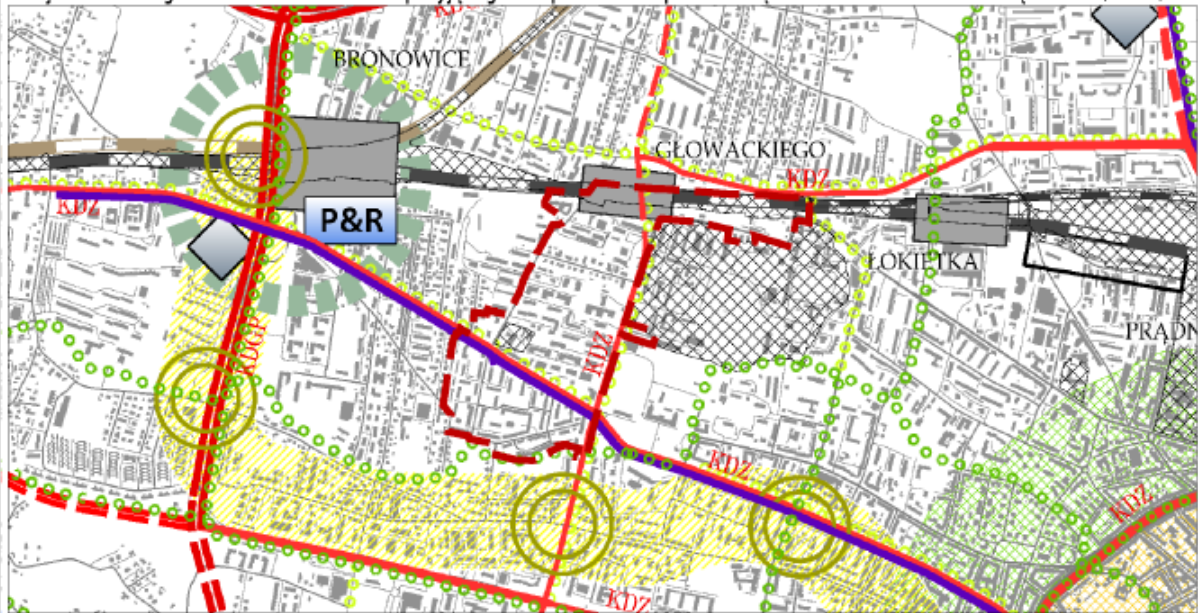 BRONOWICE
GŁOWACKIEGO
KDZ
KDZ
P&R
ŁOKIETKA
KDZ
KDGP
PRĄDN
KDZ
KDZ
KDZ